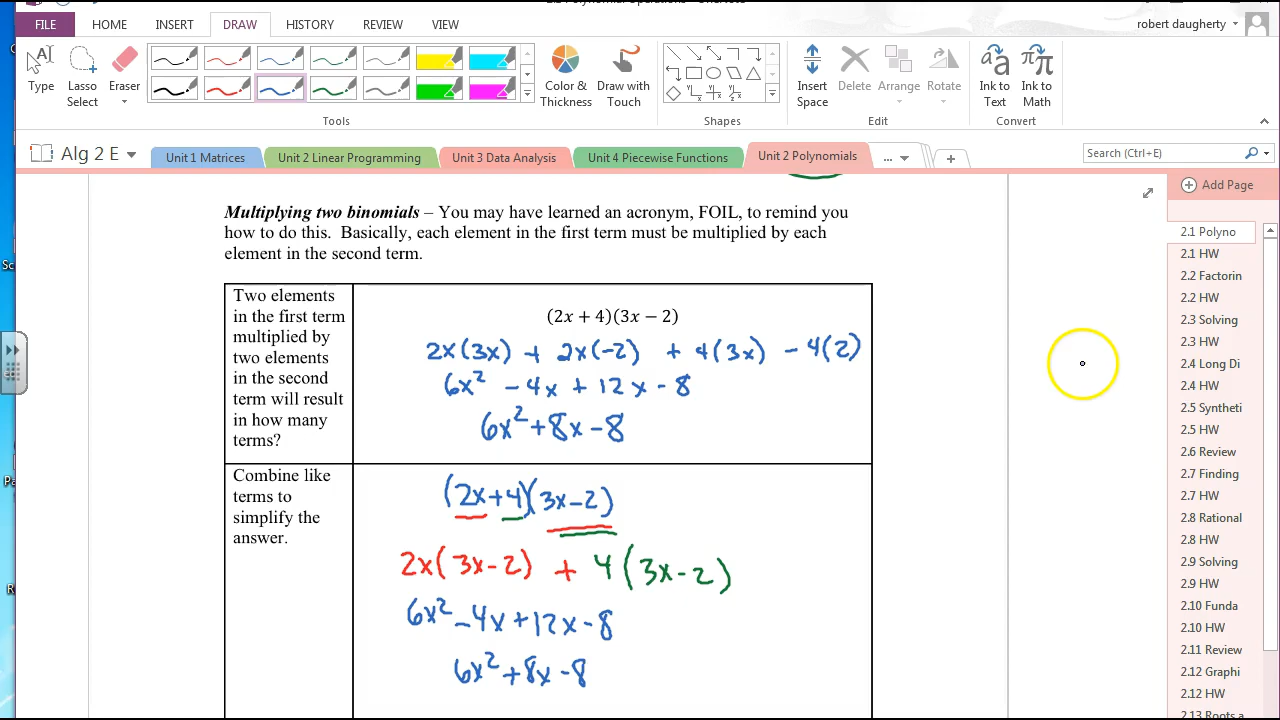 FILE HOME INSERT DRAW HISTORY REVIEW VIEW robert daugherty
Type Lasso Select Eraser Color & Thickness Draw with Touch Insert Space Delete Arrange Rotate Ink to Text Ink to Math
Tools Shapes Edit Convert
Alg 2 E Unit 1 Matrices Unit 2 Linear Programming Unit 3 Data Analysis Unit 4 Piecewise Functions Unit 2 Polynomials ... Search (Ctrl+E)
Multiplying two binomials – You may have learned an acronym, FOIL, to remind you
how to do this. Basically, each element in the first term must be multiplied by each
element in the second term.
Two elements
in the first term
multiplied by
two elements
in the second
term will result
in how many
terms?
(2x + 4)(3x − 2)
2x(3x) + 2x(-2) + 4(3x) - 4(2)
6x² - 4x + 12x - 8
6x² + 8x - 8
Combine like
terms to
simplify the
answer.
(2x+4)(3x-2)
2x(3x-2) + 4(3x-2)
6x² - 4x + 12x - 8
6x² + 8x - 8
Add Page
2.1 Polyno
2.1 HW
2.2 Factorin
2.2 HW
2.3 Solving
2.3 HW
2.4 Long Di
2.4 HW
2.5 Syntheti
2.5 HW
2.6 Review
2.7 Finding
2.7 HW
2.8 Rational
2.8 HW
2.9 Solving
2.9 HW
2.10 Funda
2.10 HW
2.11 Review
2.12 Graphi
2.12 HW
2.13 Roots a